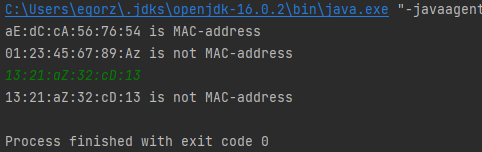 C:\Users\egorz\.jdks\openjdk-16.0.2\bin\java.exe "-javaagent
aE:dC:cA:56:76:54 is MAC-address
01:23:45:67:89:Az is not MAC-address
13:21:aZ:32:cD:13
13:21:aZ:32:cD:13 is not MAC-address
Process finished with exit code 0